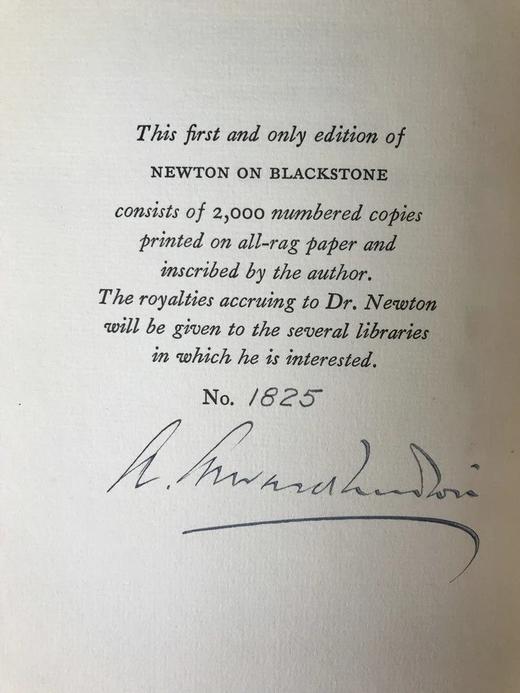 This first and only edition of
NEWTON ON BLACKSTONE
consists of 2,000 numbered copies
printed on all-rag paper and
inscribed by the author.
The royalties accruing to Dr. Newton
will be given to the several libraries
in which he is interested.
No. 1825
A. Edward Newton